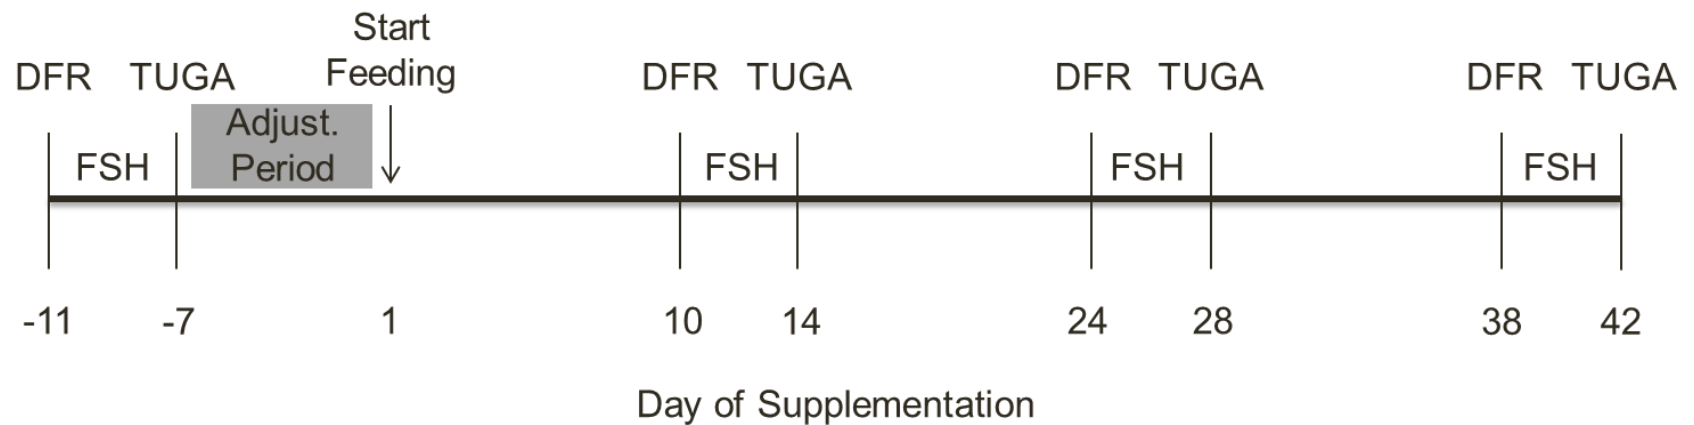 Start
Feeding
DFR TUGA DFR TUGA DFR TUGA DFR TUGA
Adjust.
Period
FSH FSH FSH FSH
-11 -7 1 10 14 24 28 38 42
Day of Supplementation